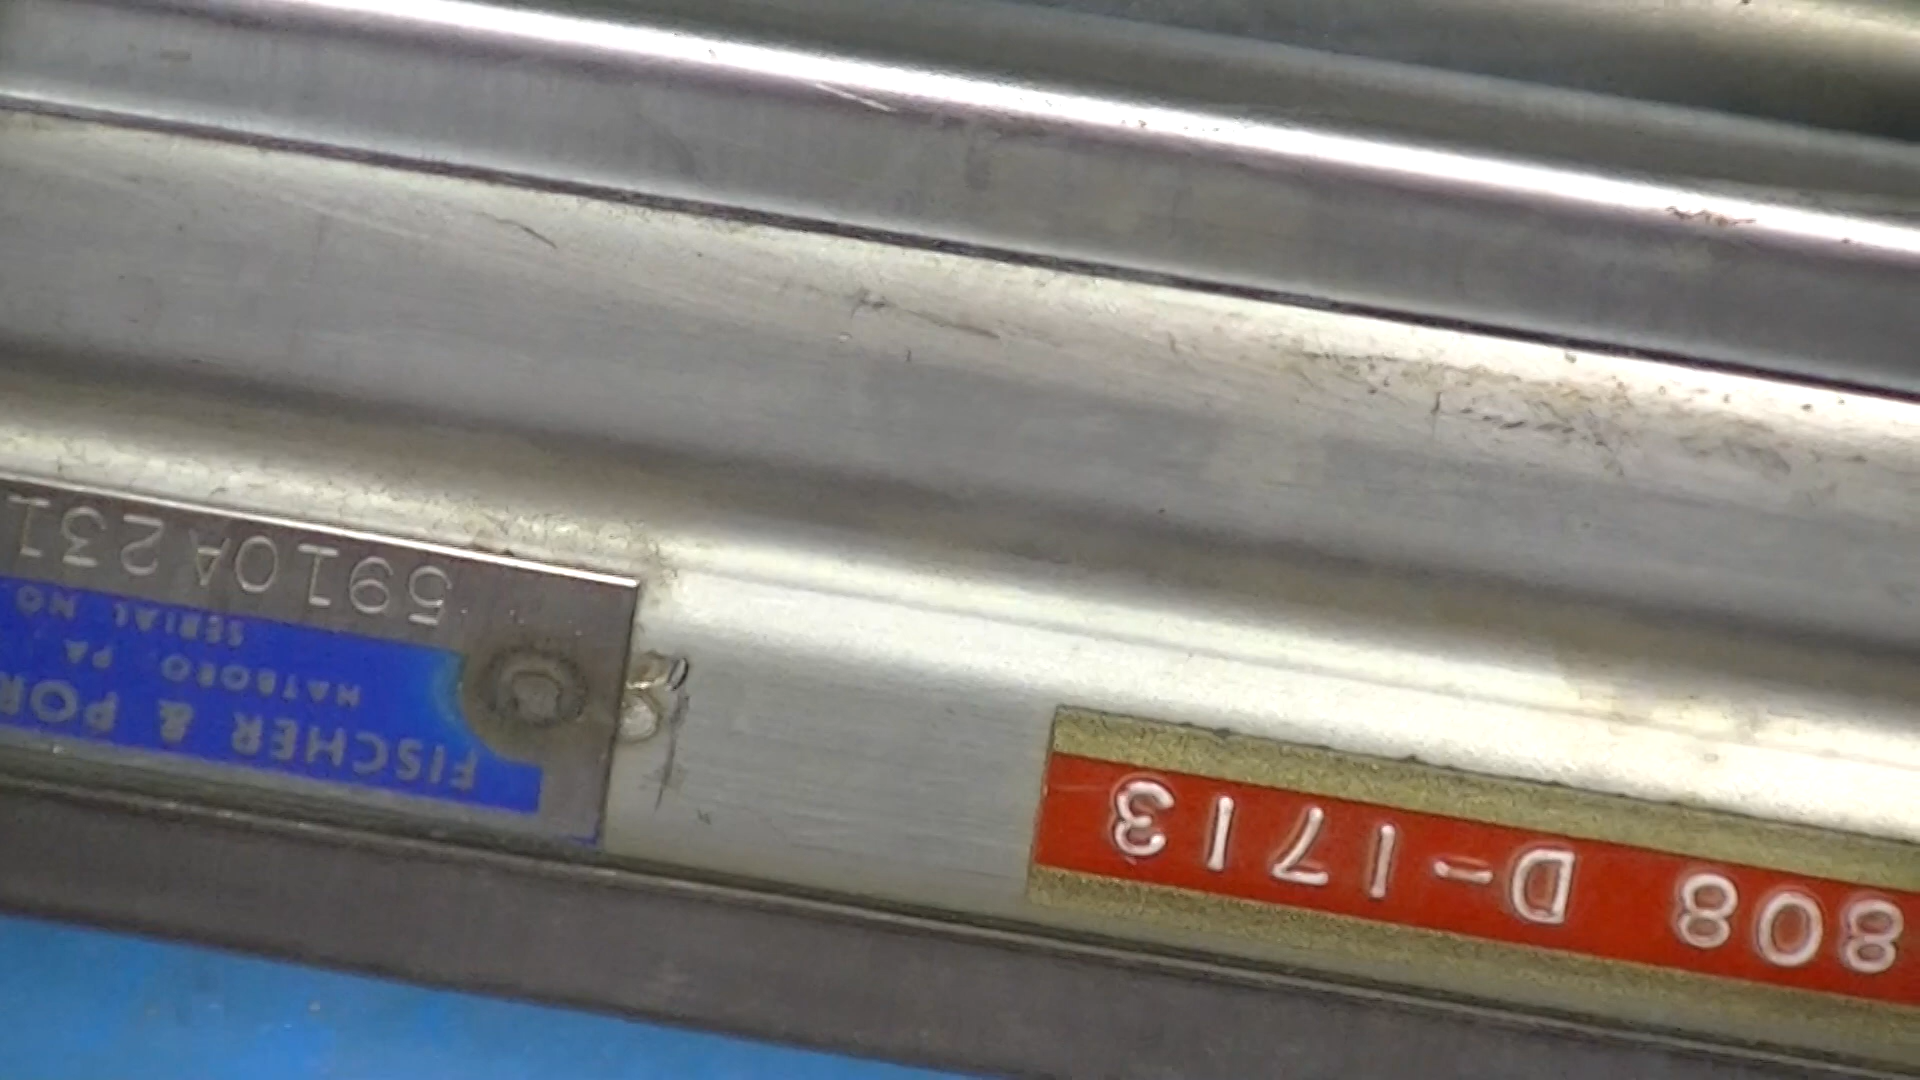 808 D-1713
FISCHER & POR
HATBORO, PA
SERIAL NO
5910A231